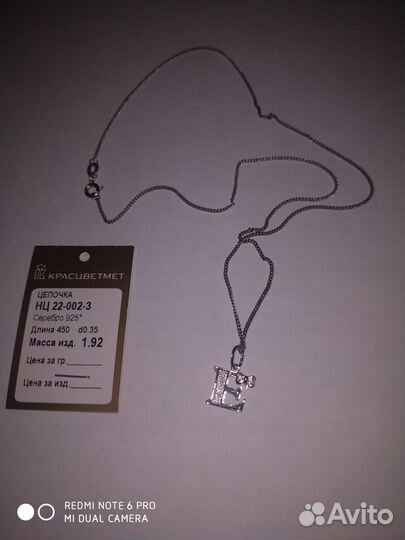 КРАСЦВЕТМЕТ
ЦЕПОЧКА
НЦ 22-002-3
Серебро 925*
Длина 450 d0.35
Масса изд. 1.92
Цена за гр.
Цена за изд.
E
REDMI NOTE 6 PRO
MI DUAL CAMERA
Avito